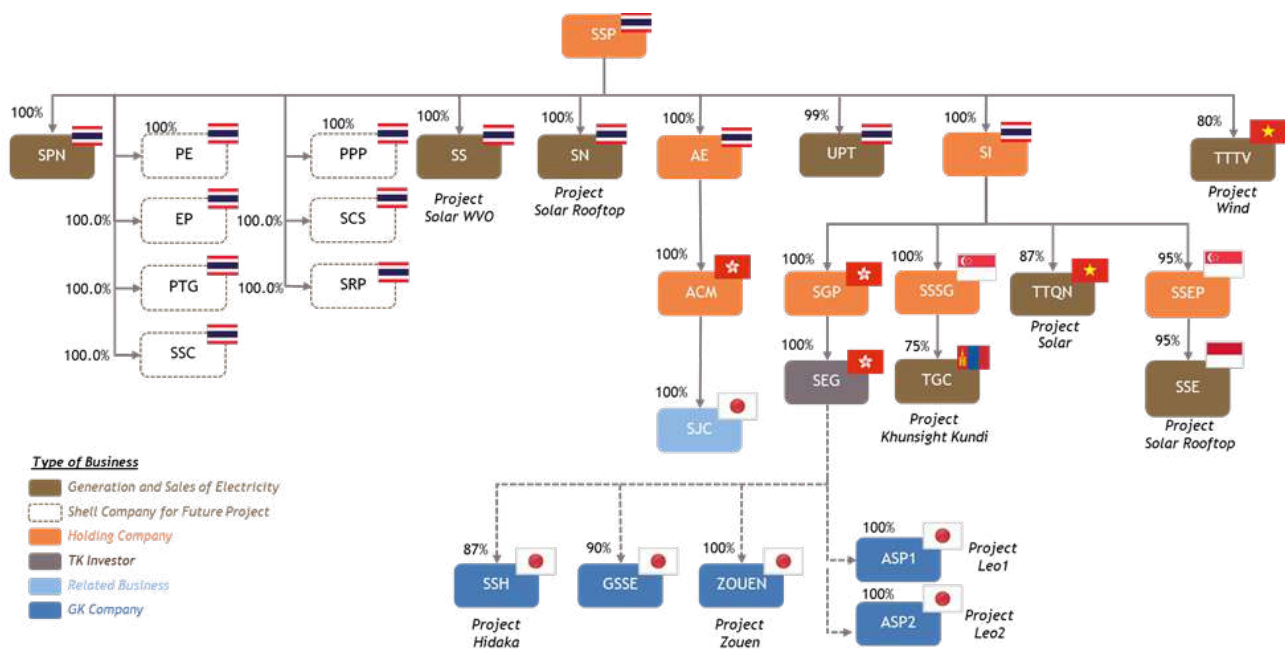 SSP
100%
SPN
100%
PE
100.0%
EP
100.0%
PTG
100.0%
SSC
100%
PPP
100.0%
SCS
100.0%
SRP
100%
SS
Project
Solar WVO
100%
SN
Project
Solar Rooftop
100%
AE
100%
ACM
100%
SJC
99%
UPT
100%
SI
100%
SGP
100%
SEG
100%
SSSG
75%
TGC
Project
Khunsight Kundi
87%
TTQN
Project
Solar
95%
SSEP
95%
SSE
Project
Solar Rooftop
80%
TTTV
Project
Wind
87%
SSH
Project
Hidaka
90%
GSSE
100%
ZOUEN
Project
Zouen
100%
ASP1
Project
Leo1
100%
ASP2
Project
Leo2
Type of Business
Generation and Sales of Electricity
Shell Company for Future Project
Holding Company
TK Investor
Related Business
GK Company